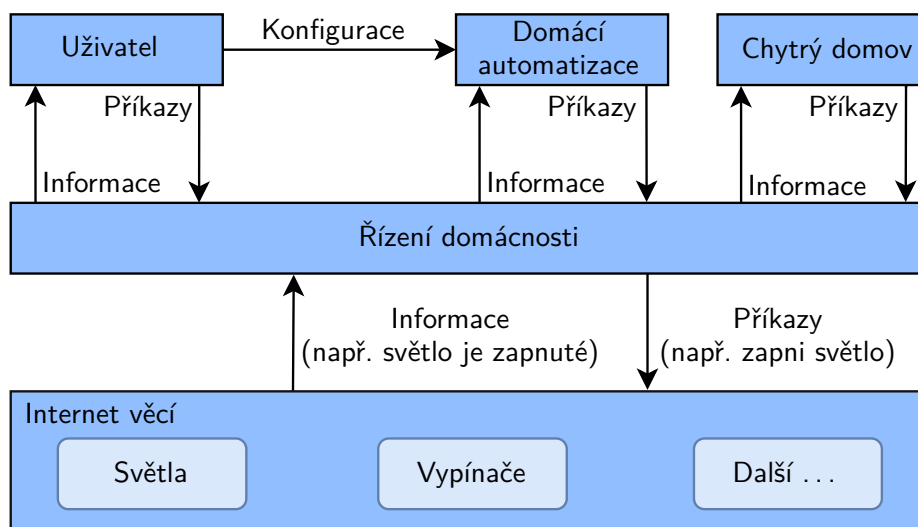 Uživatel
Konfigurace
Domácí
automatizace
Chytrý domov
Příkazy
Příkazy
Příkazy
Informace
Informace
Informace
Řízení domácnosti
Informace
(např. světlo je zapnuté)
Příkazy
(např. zapni světlo)
Internet věcí
Světla
Vypínače
Další ...